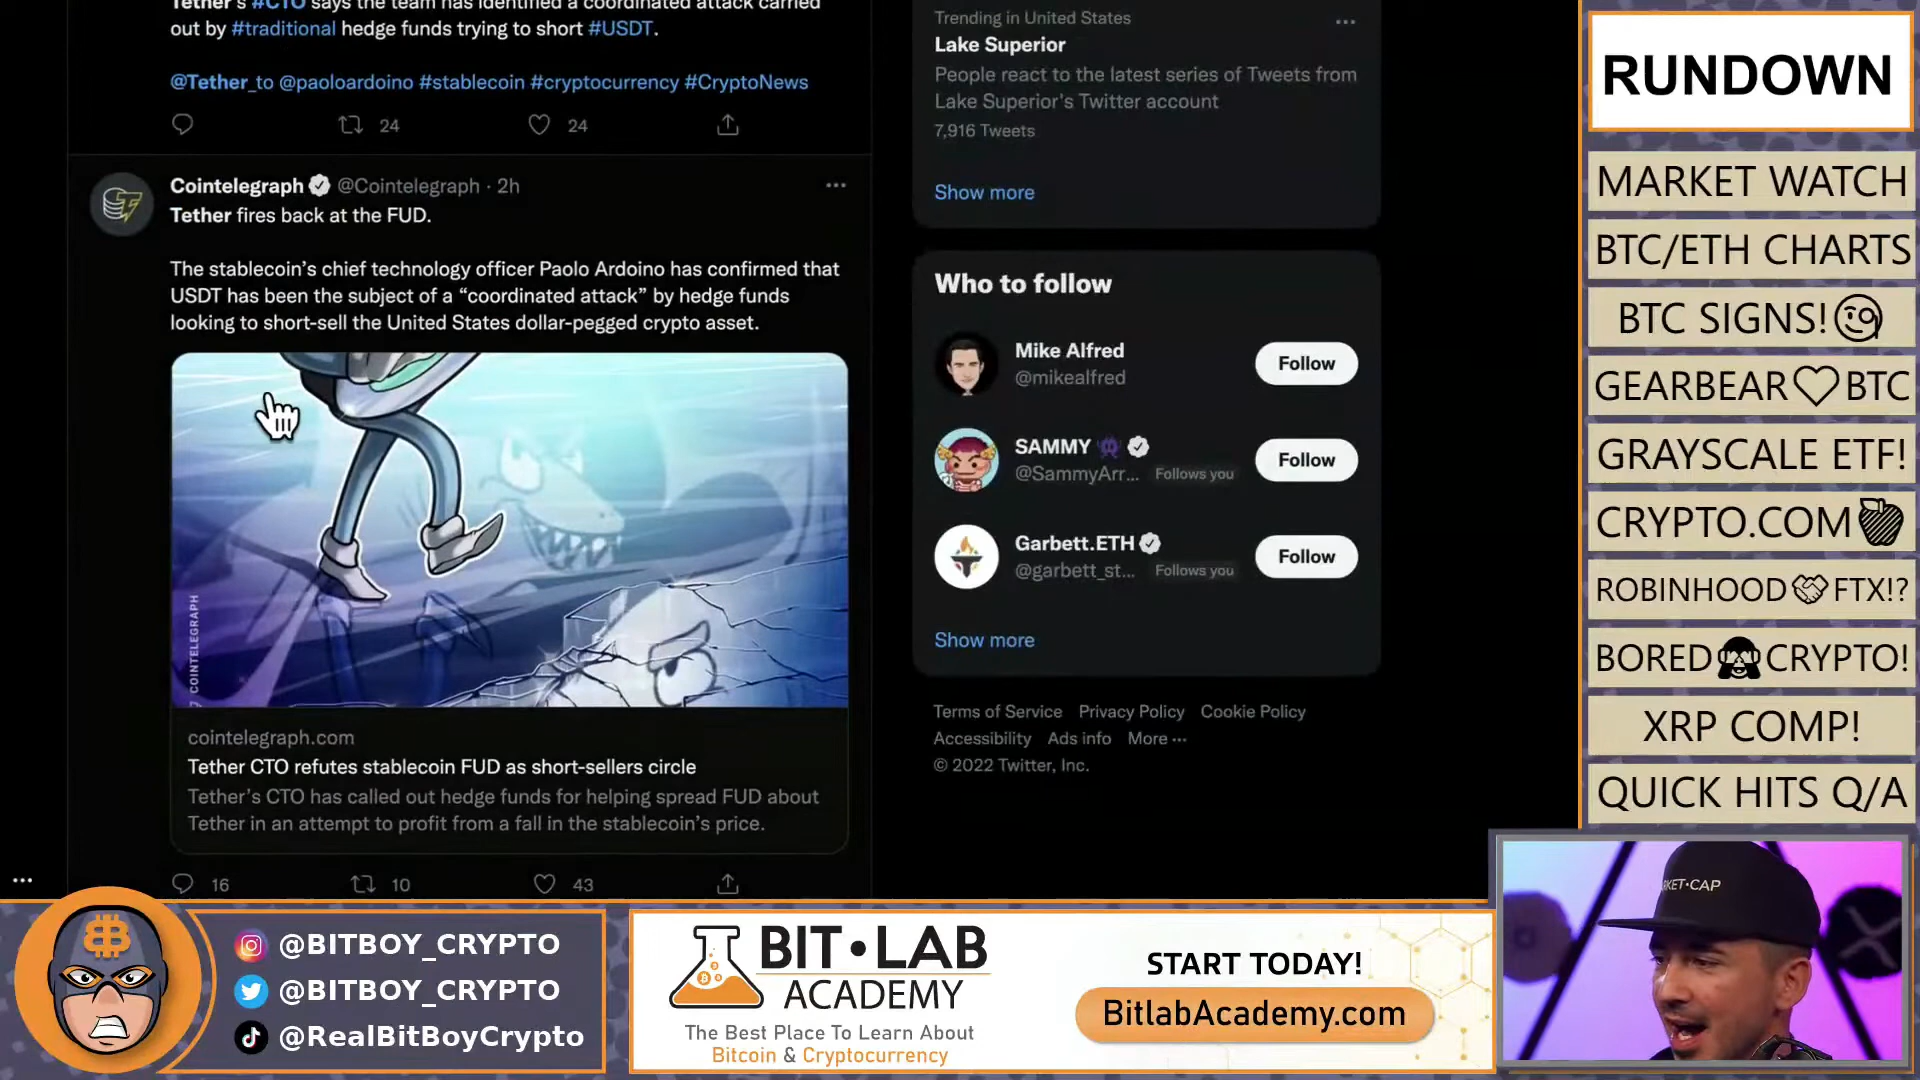 Tether's #CTO says the team has identified a coordinated attack carried
out by #traditional hedge funds trying to short #USDT.
@Tether_to @paoloardoino #stablecoin #cryptocurrency #CryptoNews
24
24
Cointelegraph @Cointelegraph · 2h
Tether fires back at the FUD.
The stablecoin's chief technology officer Paolo Ardoino has confirmed that
USDT has been the subject of a “coordinated attack” by hedge funds
looking to short-sell the United States dollar-pegged crypto asset.
COINTELEGRAPH
cointelegraph.com
Tether CTO refutes stablecoin FUD as short-sellers circle
Tether's CTO has called out hedge funds for helping spread FUD about
Tether in an attempt to profit from a fall in the stablecoin's price.
16
10
43
Trending in United States
Lake Superior
People react to the latest series of Tweets from
Lake Superior's Twitter account
7,916 Tweets
Show more
Who to follow
Mike Alfred
@mikealfred
Follow
SAMMY
@SammyArr... Follows you
Follow
Garbett.ETH
@garbett_st... Follows you
Follow
Show more
Terms of Service Privacy Policy Cookie Policy
Accessibility Ads info More ···
© 2022 Twitter, Inc.
RUNDOWN
MARKET WATCH
BTC/ETH CHARTS
BTC SIGNS!
GEARBEAR BTC
GRAYSCALE ETF!
CRYPTO.COM
ROBINHOOD FTX!?
BORED CRYPTO!
XRP COMP!
QUICK HITS Q/A
RKET•CAP
@BITBOY_CRYPTO
@BITBOY_CRYPTO
@RealBitBoyCrypto
BIT•LAB
ACADEMY
The Best Place To Learn About
Bitcoin & Cryptocurrency
START TODAY!
BitlabAcademy.com